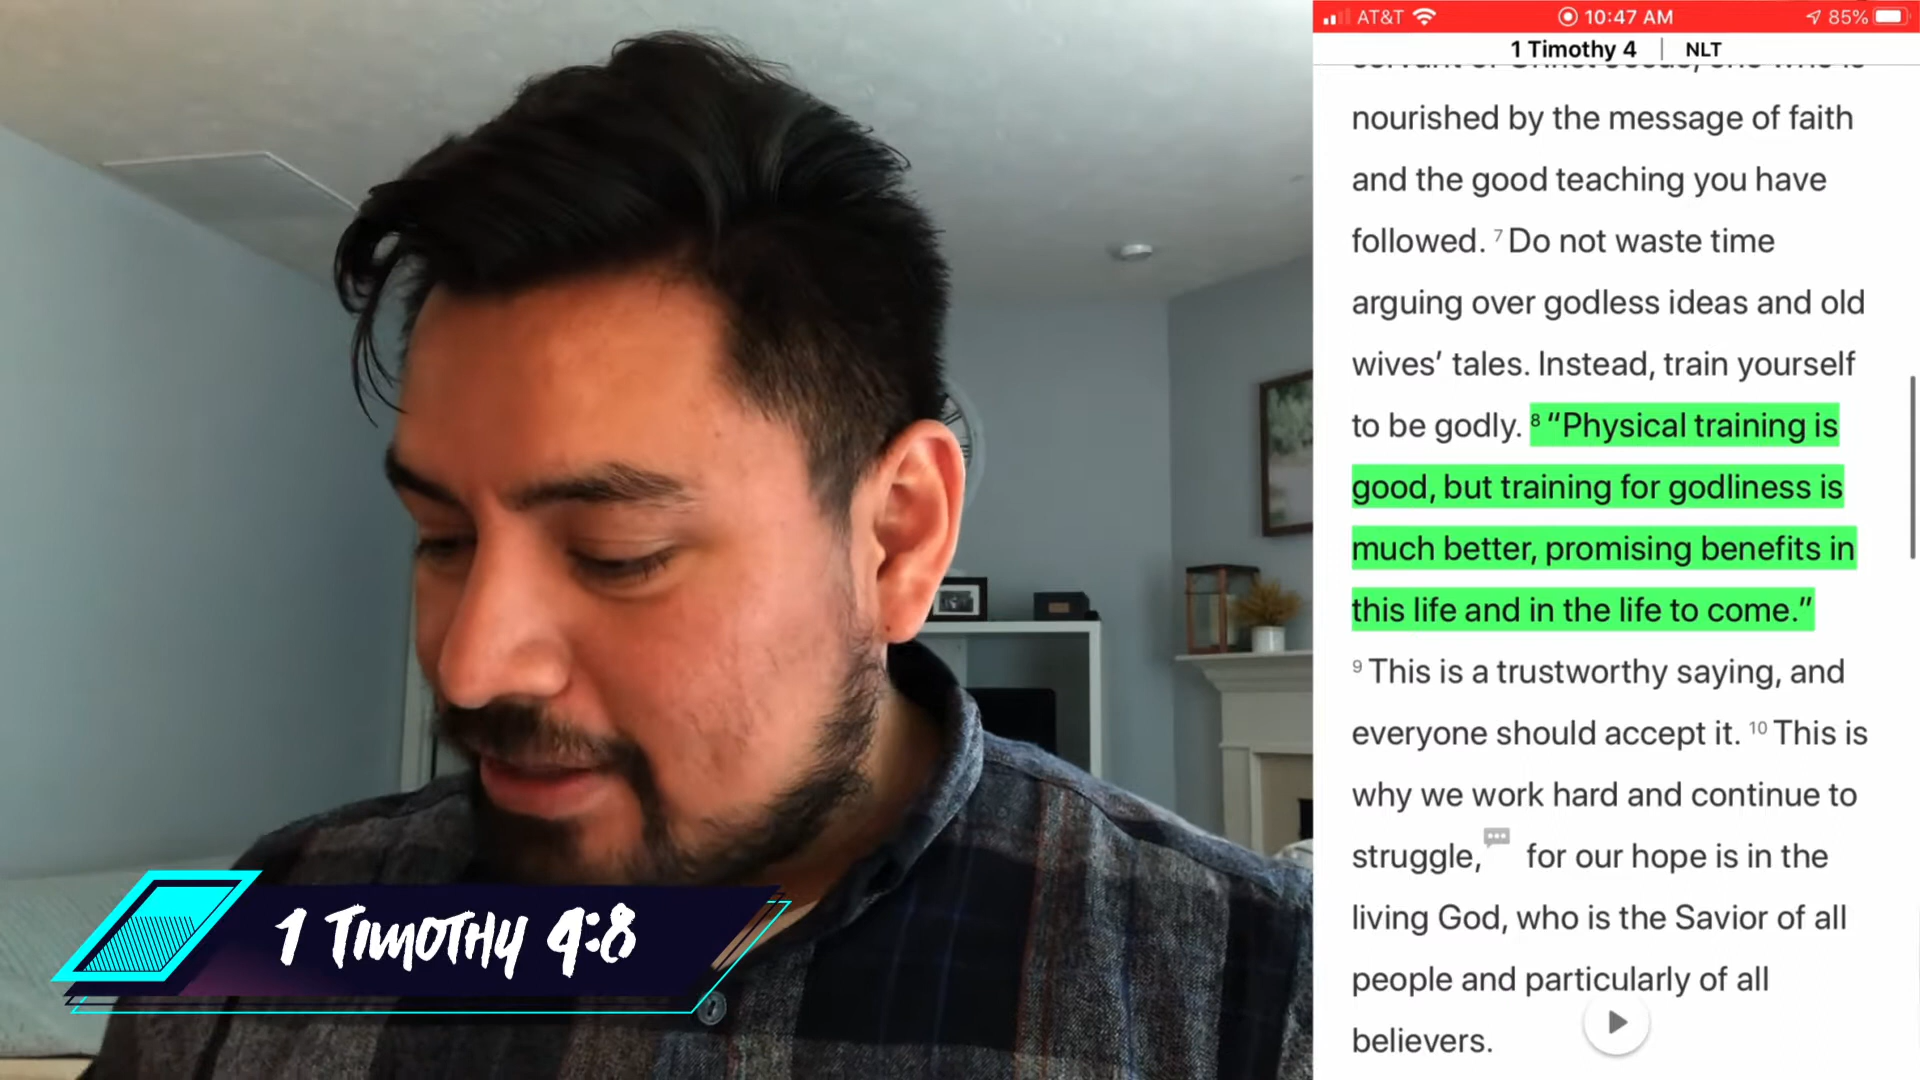 AT&T 10:47 AM 85%
1 Timothy 4 | NLT
nourished by the message of faith
and the good teaching you have
followed. 7 Do not waste time
arguing over godless ideas and old
wives’ tales. Instead, train yourself
to be godly. 8 “Physical training is
good, but training for godliness is
much better, promising benefits in
this life and in the life to come.”
9 This is a trustworthy saying, and
everyone should accept it. 10 This is
why we work hard and continue to
struggle, for our hope is in the
living God, who is the Savior of all
people and particularly of all
believers.
1 TIMOTHY 4:8